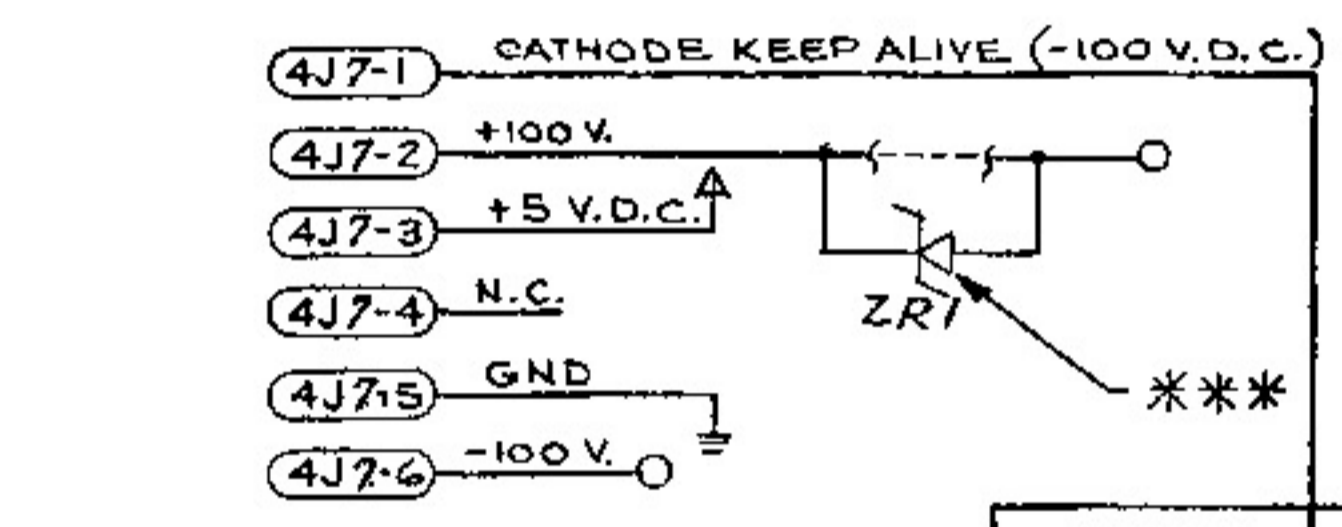 CATHODE KEEP ALIVE (-100 V.D.C.)
4J7-1
+100 V.
4J7-2
+5 V.D.C.
4J7-3
N.C.
4J7-4
ZR1
GND
4J7-5
***
-100 V.
4J7-6